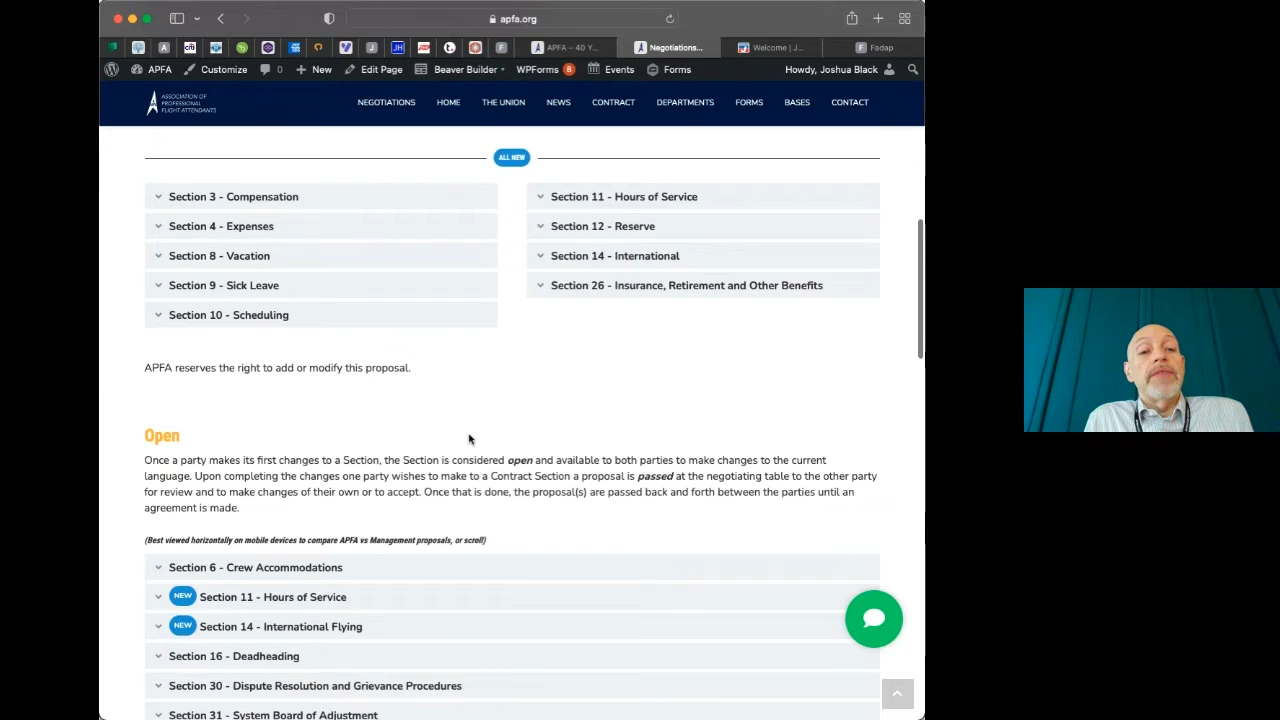 apfa.org
APFA – 40 Y...
Negotiations...
Welcome | J...
Fadap
APFA
Customize
0
New
Edit Page
Beaver Builder
WPForms 8
Events
Forms
Howdy, Joshua Black
ASSOCIATION OF
PROFESSIONAL
FLIGHT ATTENDANTS
NEGOTIATIONS
HOME
THE UNION
NEWS
CONTRACT
DEPARTMENTS
FORMS
BASES
CONTACT
ALL NEW
Section 3 - Compensation
Section 4 - Expenses
Section 8 - Vacation
Section 9 - Sick Leave
Section 10 - Scheduling
Section 11 - Hours of Service
Section 12 - Reserve
Section 14 - International
Section 26 - Insurance, Retirement and Other Benefits
APFA reserves the right to add or modify this proposal.
Open
Once a party makes its first changes to a Section, the Section is considered open and available to both parties to make changes to the current
language. Upon completing the changes one party wishes to make to a Contract Section a proposal is passed at the negotiating table to the other party
for review and to make changes of their own or to accept. Once that is done, the proposal(s) are passed back and forth between the parties until an
agreement is made.
(Best viewed horizontally on mobile devices to compare APFA vs Management proposals, or scroll)
Section 6 - Crew Accommodations
NEW Section 11 - Hours of Service
NEW Section 14 - International Flying
Section 16 - Deadheading
Section 30 - Dispute Resolution and Grievance Procedures
Section 31 - System Board of Adjustment